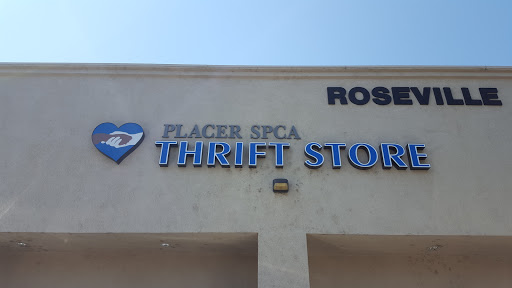 ROSEVILLE
PLACER SPCA
THRIFT STORE